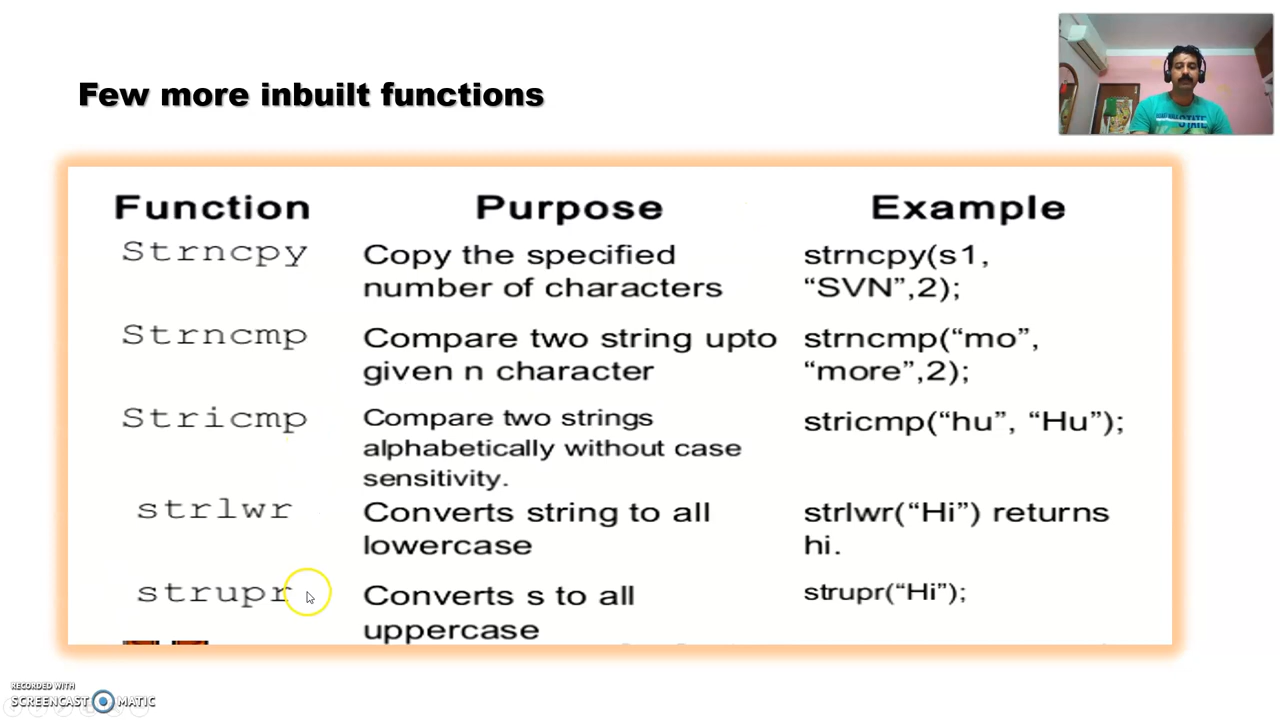 Few more inbuilt functions
Function Purpose Example
Strncpy Copy the specified strncpy(s1,
number of characters “SVN”,2);
Strncmp Compare two string upto strncmp(“mo”,
given n character “more”,2);
Stricmp Compare two strings stricmp(“hu”, “Hu”);
alphabetically without case
sensitivity.
strlwr Converts string to all strlwr(“Hi”) returns
lowercase hi.
strupr Converts s to all strupr(“Hi”);
uppercase
STATE
RECORDED WITH
SCREENCAST MATIC